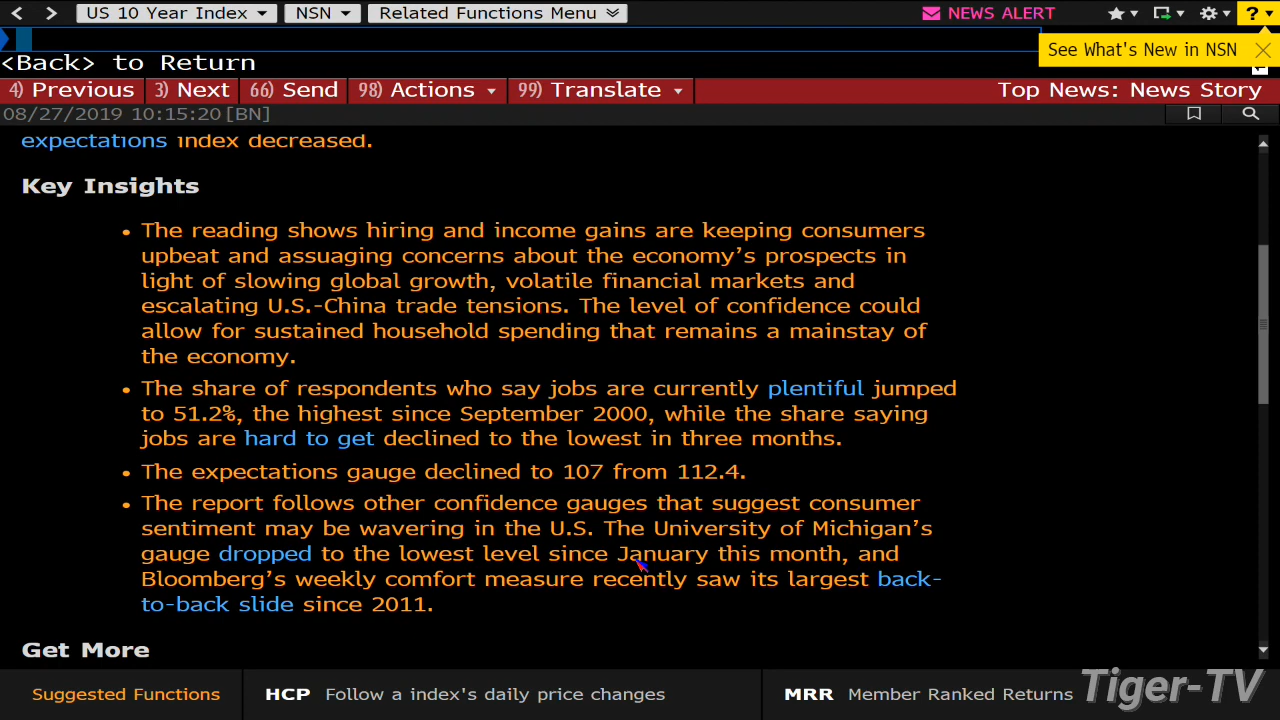 US 10 Year Index NSN Related Functions Menu NEWS ALERT ?
See What's New in NSN
<Back> to Return
4) Previous 3) Next 66) Send 98) Actions 99) Translate Top News: News Story
08/27/2019 10:15:20 [BN]
expectations index decreased.
Key Insights
• The reading shows hiring and income gains are keeping consumers
upbeat and assuaging concerns about the economy's prospects in
light of slowing global growth, volatile financial markets and
escalating U.S.-China trade tensions. The level of confidence could
allow for sustained household spending that remains a mainstay of
the economy.
• The share of respondents who say jobs are currently plentiful jumped
to 51.2%, the highest since September 2000, while the share saying
jobs are hard to get declined to the lowest in three months.
• The expectations gauge declined to 107 from 112.4.
• The report follows other confidence gauges that suggest consumer
sentiment may be wavering in the U.S. The University of Michigan's
gauge dropped to the lowest level since January this month, and
Bloomberg's weekly comfort measure recently saw its largest back-
to-back slide since 2011.
Get More
Suggested Functions HCP Follow a index's daily price changes MRR Member Ranked Returns
Tiger-TV